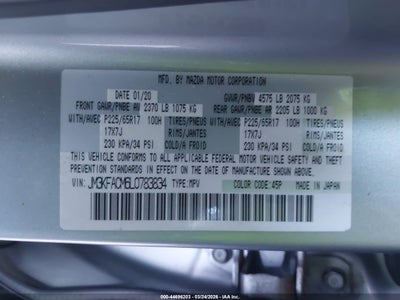 MFD. BY MAZDA MOTOR CORPORATION
DATE 01/20 GVWR/PNBV 4575 LB 2075 KG
FRONT GAWR/PNBE AV 2370 LB 1075 KG REAR GAWR/PNBE AR 2205 LB 1000 KG
WITH/AVEC P225/65R17 100H TIRES/PNEUS WITH/AVEC P225/65R17 100H TIRES/PNEUS
17X7J RIMS/JANTES 17X7J RIMS/JANTES
230 KPA/34 PSI COLD/A FROID 230 KPA/34 PSI COLD/A FROID
THIS VEHICLE CONFORMS TO ALL APPLICABLE FEDERAL MOTOR VEHICLE SAFETY AND THEFT
PREVENTION STANDARDS IN EFFECT ON THE DATE OF MANUFACTURE SHOWN ABOVE.
VIN: JM3KFACM6L0783834 TYPE:MPV COLOR CODE: 45P MADE IN JAPAN
000-44696203 - 03/24/2026 - IAA Inc.